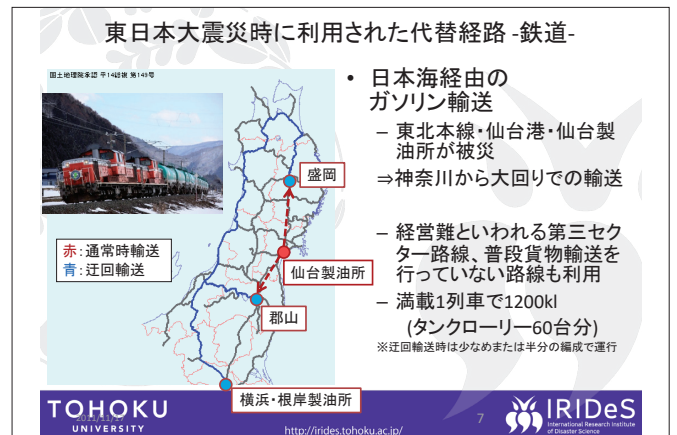 東日本大震災時に利用された代替経路 -鉄道-
国土地理院承認 平14総複 第149号
盛岡
赤：通常時輸送
青：迂回輸送
仙台製油所
郡山
横浜・根岸製油所
• 日本海経由の
ガソリン輸送
– 東北本線・仙台港・仙台製
油所が被災
⇒神奈川から大回りでの輸送
– 経営難といわれる第三セク
ター路線、普段貨物輸送を
行っていない路線も利用
– 満載1列車で1200kl
(タンクローリー60台分)
※迂回輸送時は少なめまたは半分の編成で運行
TOHOKU
UNIVERSITY
http://irides.tohoku.ac.jp/
7
IRIDeS
International Research Institute
of Disaster Science